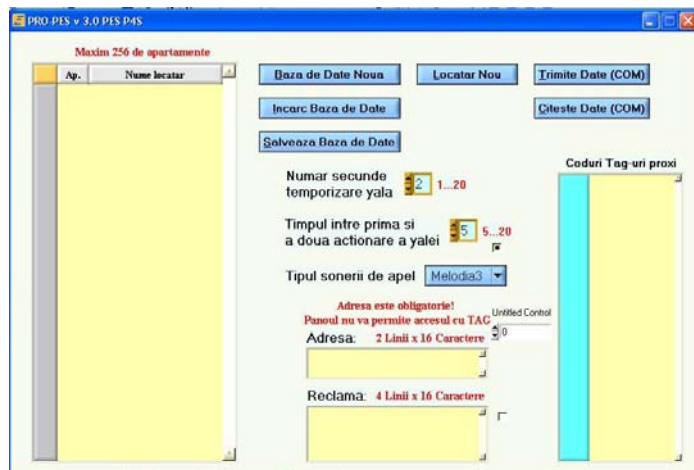 PRO-PES v 3.0 PES P4S
Maxim 256 de apartamente
Ap. Nume locatar
Baza de Date Noua
Locatar Nou
Trimite Date (COM)
Incarc Baza de Date
Citeste Date (COM)
Salveaza Baza de Date
Coduri Tag-uri proxi
Numar secunde
temporizare yala
2
1...20
Timpul intre prima si
a doua actionare a yalei
5
5...20
Tipul sonerii de apel
Melodia3
Adresa este obligatorie!
Panoul nu va permite accesul cu TAG
Untitled Control
0
Adresa: 2 Linii x 16 Caractere
Reclama: 4 Linii x 16 Caractere